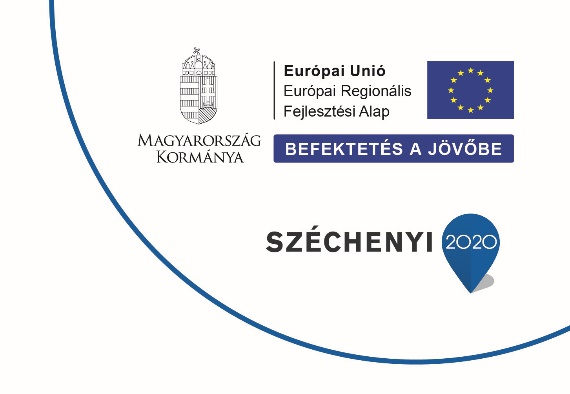 MAGYARORSZÁG
KORMÁNYA
Európai Unió
Európai Regionális
Fejlesztési Alap
BEFEKTETÉS A JÖVŐBE
SZÉCHENYI 2020